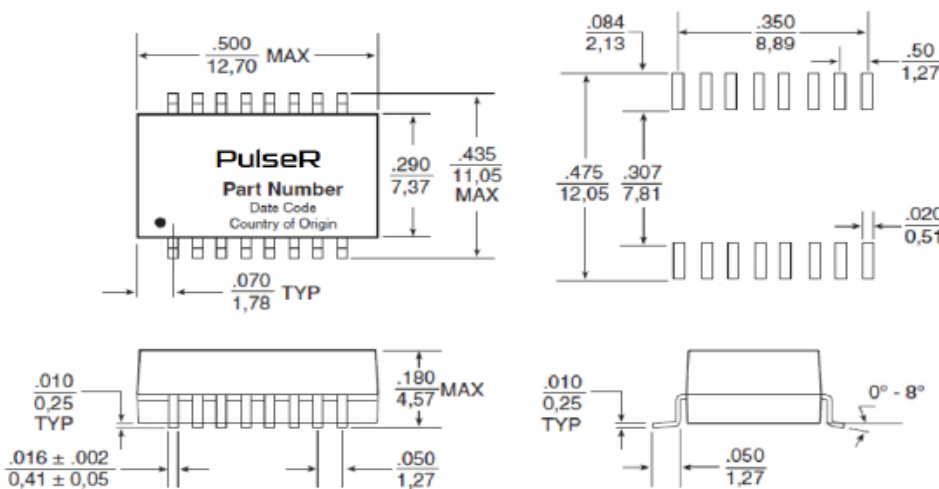 .500
12,70 MAX
PulseR
Part Number
Date Code
Country of Origin
.290
7,37
.435
11,05
MAX
.070
1,78 TYP
.084
2,13
.350
8,89
.50
1,27
.475
12,05
.307
7,81
.020
0,51
.010
0,25
TYP
.016 ± .002
0,41 ± 0,05
.180
4,57 MAX
.050
1,27
.010
0,25
TYP
0° - 8°
.050
1,27